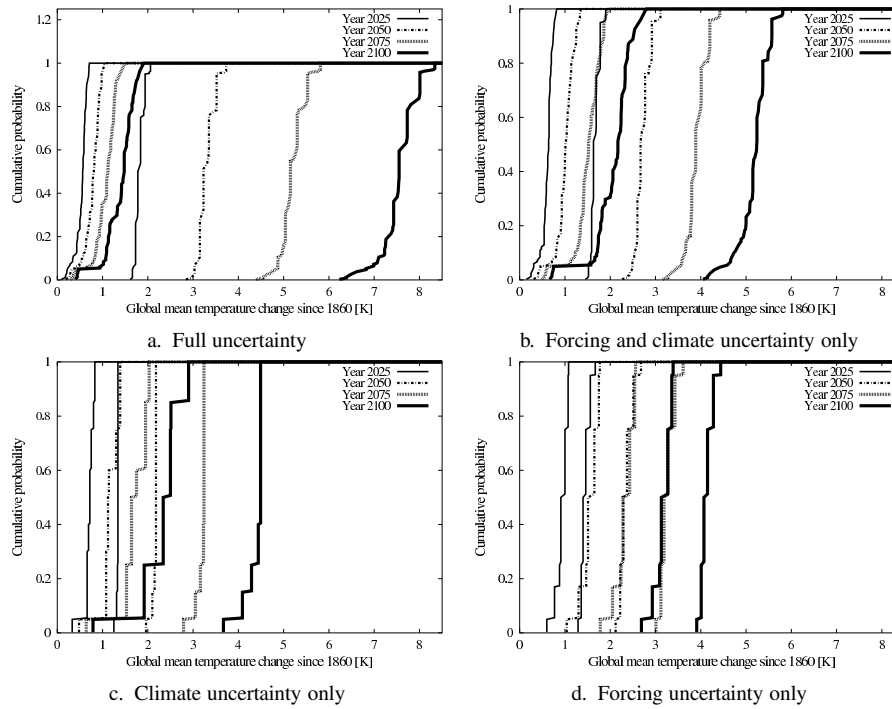 1.2
1
0.8
0.6
0.4
0.2
0
Cumulative probability
Year 2025
Year 2050
Year 2075
Year 2100
0 1 2 3 4 5 6 7 8
Global mean temperature change since 1860 [K]
a. Full uncertainty
1
0.8
0.6
0.4
0.2
0
Cumulative probability
Year 2025
Year 2050
Year 2075
Year 2100
0 1 2 3 4 5 6 7 8
Global mean temperature change since 1860 [K]
b. Forcing and climate uncertainty only
1
0.8
0.6
0.4
0.2
0
Cumulative probability
Year 2025
Year 2050
Year 2075
Year 2100
0 1 2 3 4 5 6 7 8
Global mean temperature change since 1860 [K]
c. Climate uncertainty only
1
0.8
0.6
0.4
0.2
0
Cumulative probability
Year 2025
Year 2050
Year 2075
Year 2100
0 1 2 3 4 5 6 7 8
Global mean temperature change since 1860 [K]
d. Forcing uncertainty only